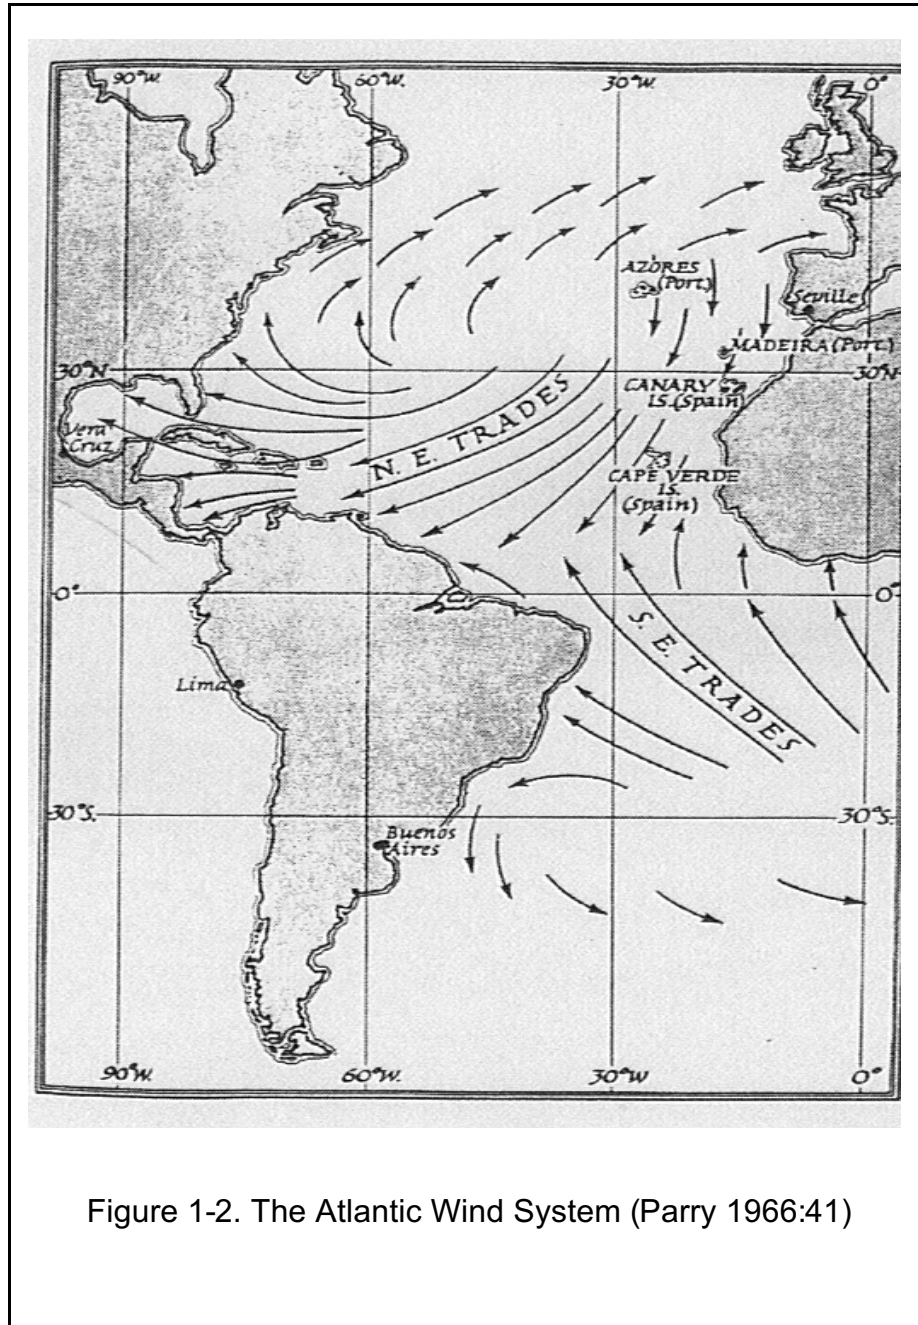 90°W.
60°W.
30°W.
0°
AZORES
(Port.)
Seville
MADEIRA (Port.)
30°N
30°N
CANARY
IS.(Spain)
N. E. TRADES
Vera
Cruz
CAPE VERDE
IS.
(Spain)
0°
0°
S. E. TRADES
Lima
30°S.
30°S.
Buenos
Aires
90°W.
60°W.
30°W
0°
Figure 1-2. The Atlantic Wind System (Parry 1966:41)